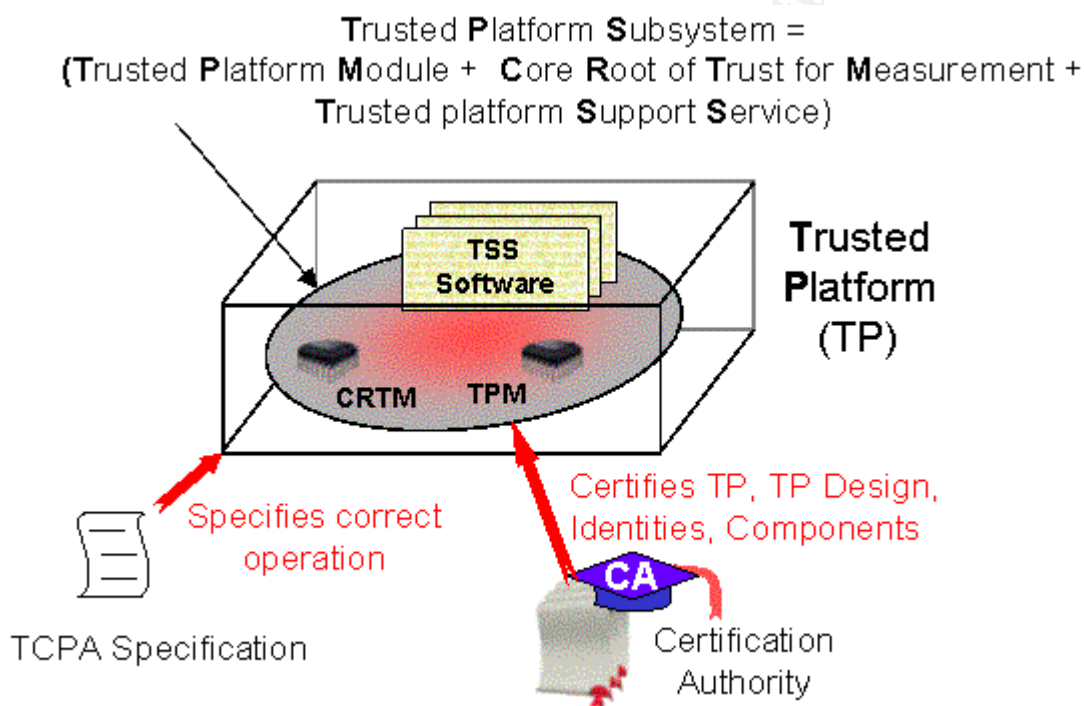 Trusted Platform Subsystem =
(Trusted Platform Module + Core Root of Trust for Measurement +
Trusted platform Support Service)
TSS
Software
Trusted
Platform
(TP)
CRTM
TPM
Specifies correct
operation
Certifies TP, TP Design,
Identities, Components
CA
TCPA Specification
Certification
Authority